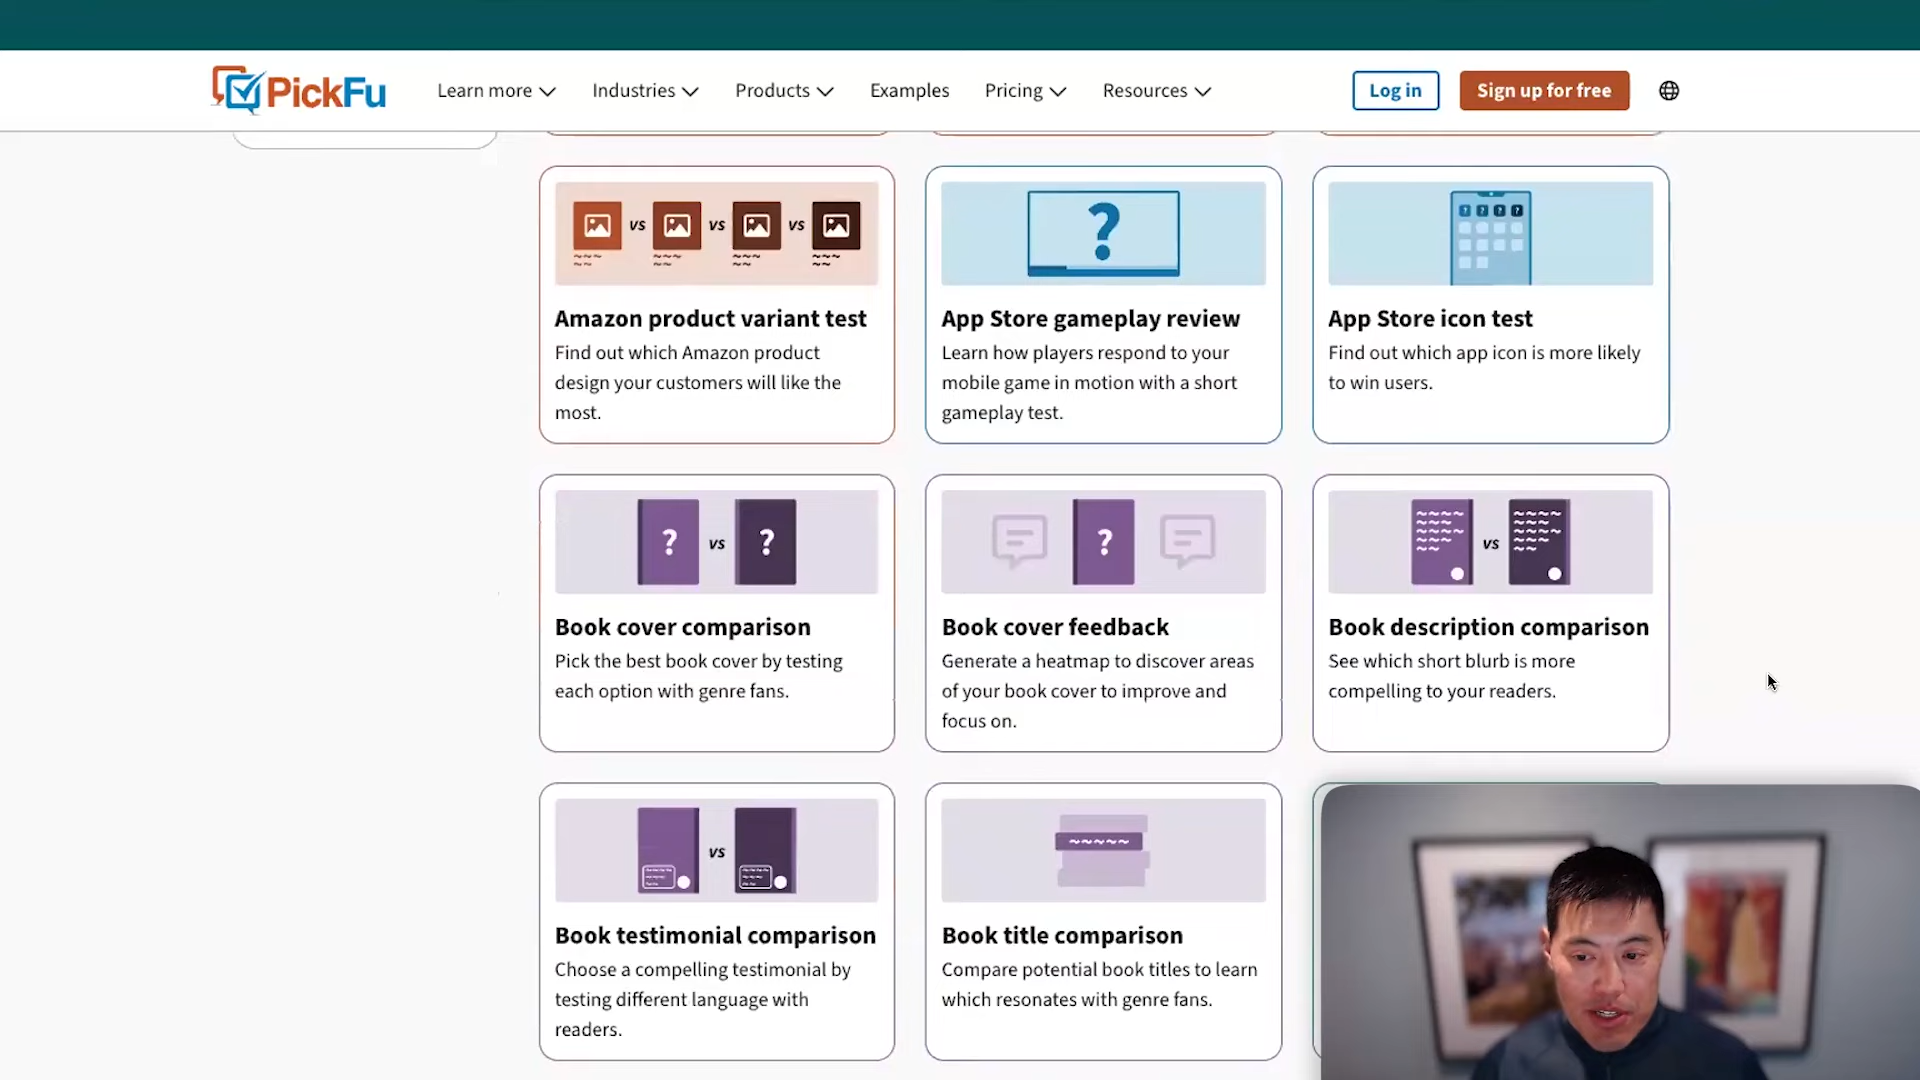 PickFu
Learn more
Industries
Products
Examples
Pricing
Resources
Log in
Sign up for free
vs
vs
vs
Amazon product variant test
Find out which Amazon product
design your customers will like the
most.
?
App Store gameplay review
Learn how players respond to your
mobile game in motion with a short
gameplay test.
? ? ? ?
App Store icon test
Find out which app icon is more likely
to win users.
? vs ?
Book cover comparison
Pick the best book cover by testing
each option with genre fans.
?
Book cover feedback
Generate a heatmap to discover areas
of your book cover to improve and
focus on.
vs
Book description comparison
See which short blurb is more
compelling to your readers.
vs
Book testimonial comparison
Choose a compelling testimonial by
testing different language with
readers.
Book title comparison
Compare potential book titles to learn
which resonates with genre fans.